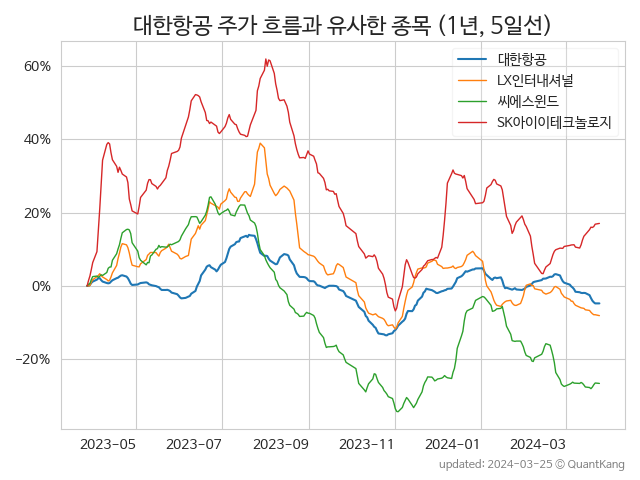 대한항공 주가 흐름과 유사한 종목 (1년, 5일선)
대한항공
LX인터내셔널
씨에스윈드
SK아이이테크놀로지
60%
40%
20%
0%
−20%
2023-05 2023-07 2023-09 2023-11 2024-01 2024-03
updated: 2024-03-25 © QuantKang